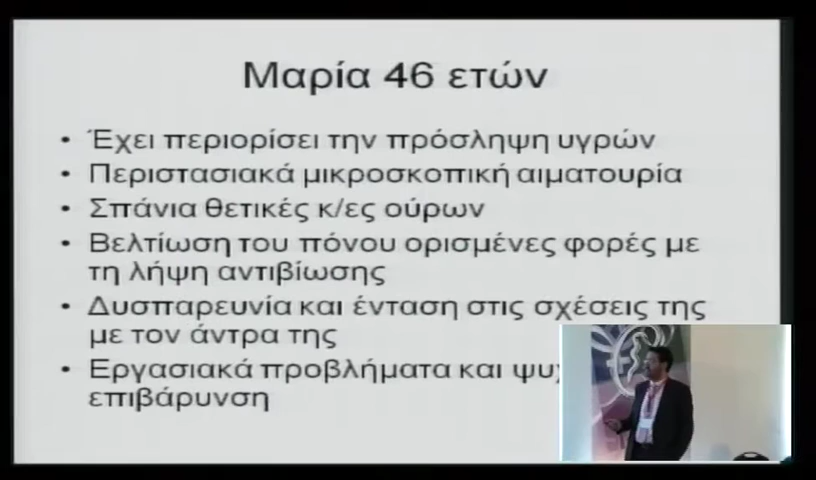 Μαρία 46 ετών
• Έχει περιορίσει την πρόσληψη υγρών
• Περιστασιακά μικροσκοπική αιματουρία
• Σπάνια θετικές κ/ες ούρων
• Βελτίωση του πόνου ορισμένες φορές με
τη λήψη αντιβίωσης
• Δυσπαρευνία και ένταση στις σχέσεις της
με τον άντρα της
• Εργασιακά προβλήματα και
επιβάρυνση